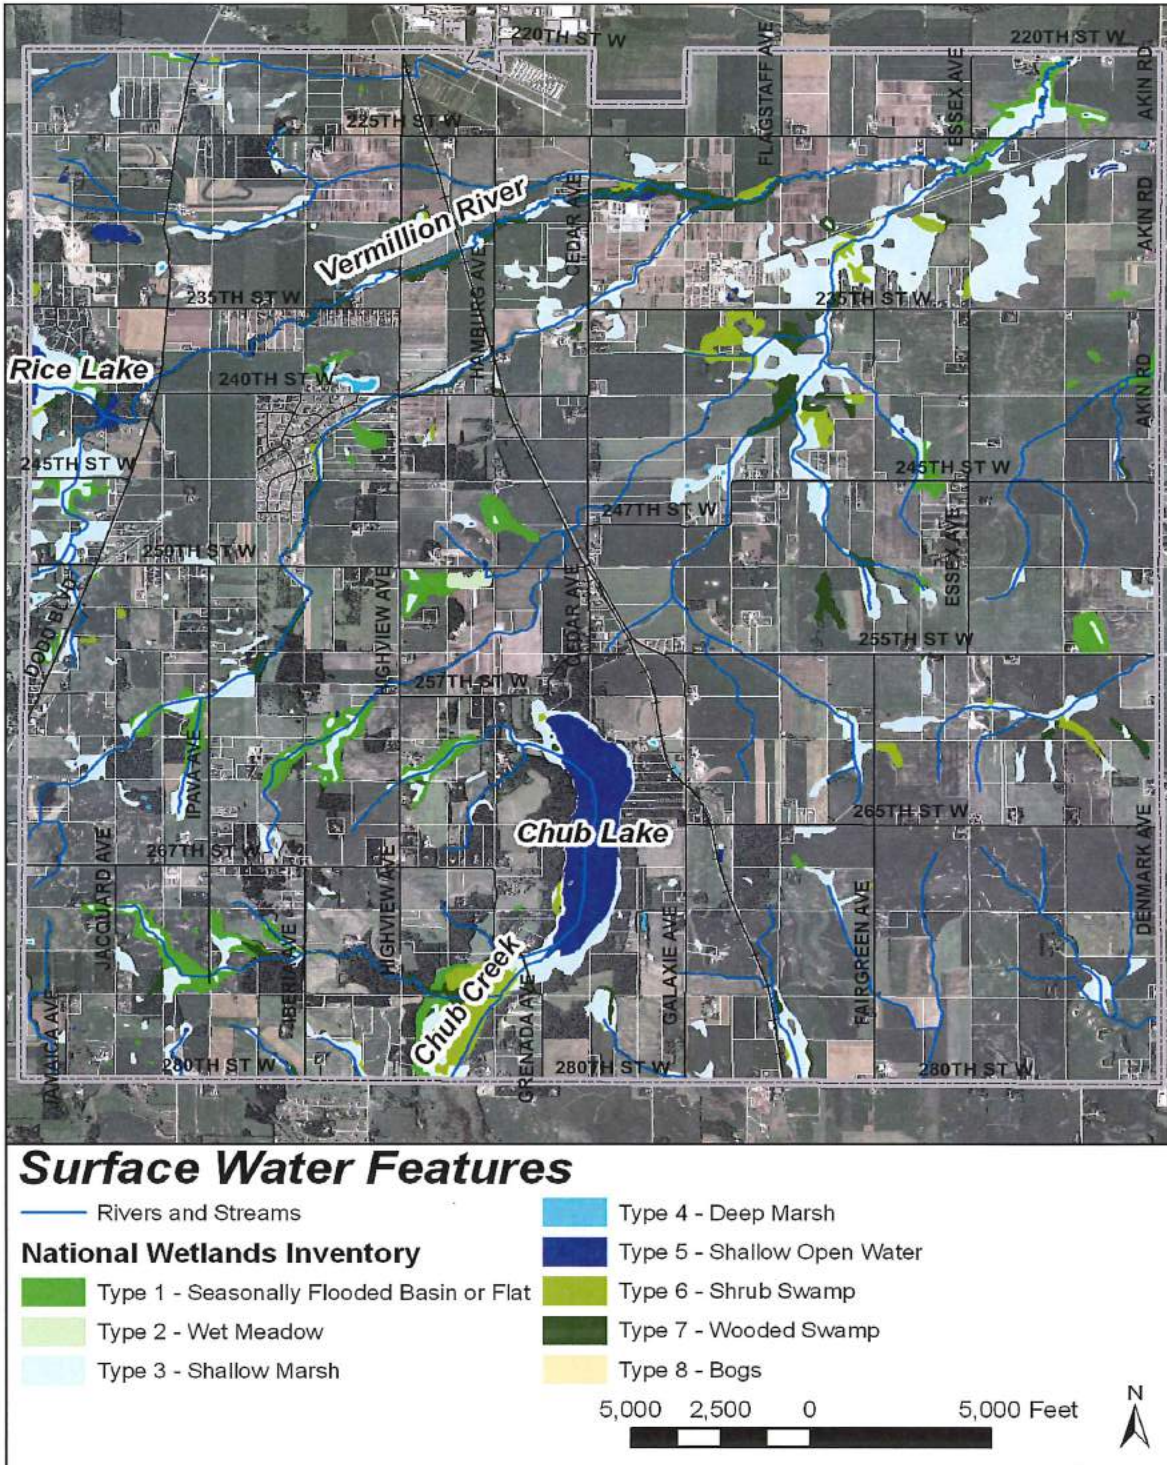 220TH ST W
220TH ST W
FLAGSTAFF AVE
ESSEX AVE
AKIN RD
225TH ST W
AKIN RD
Vermillion River
CEDAR AVE
HAMBURG AVE
235TH ST W
235TH ST W
Rice Lake
240TH ST W
AKIN RD
245TH ST W
245TH ST W
247TH ST W
250TH ST W
ESSEX AVE
DODD BLVD
HIGHVIEW AVE
CEDAR AVE
255TH ST W
257TH ST W
IPAVA AVE
265TH ST W
Chub Lake
267TH ST W
JACQUARD AVE
HIGHVIEW AVE
DENMARK AVE
IBERIA AVE
GALAXIE AVE
FAIRGREEN AVE
Chub Creek
JAMAICA AVE
GRENADA AVE
280TH ST W
280TH ST W
280TH ST W
Surface Water Features
Rivers and Streams
National Wetlands Inventory
Type 1 - Seasonally Flooded Basin or Flat
Type 2 - Wet Meadow
Type 3 - Shallow Marsh
Type 4 - Deep Marsh
Type 5 - Shallow Open Water
Type 6 - Shrub Swamp
Type 7 - Wooded Swamp
Type 8 - Bogs
5,000 2,500 0 5,000 Feet
N